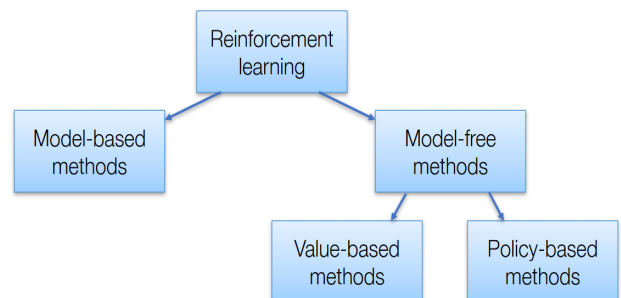 Reinforcement
learning
Model-based
methods
Model-free
methods
Value-based
methods
Policy-based
methods